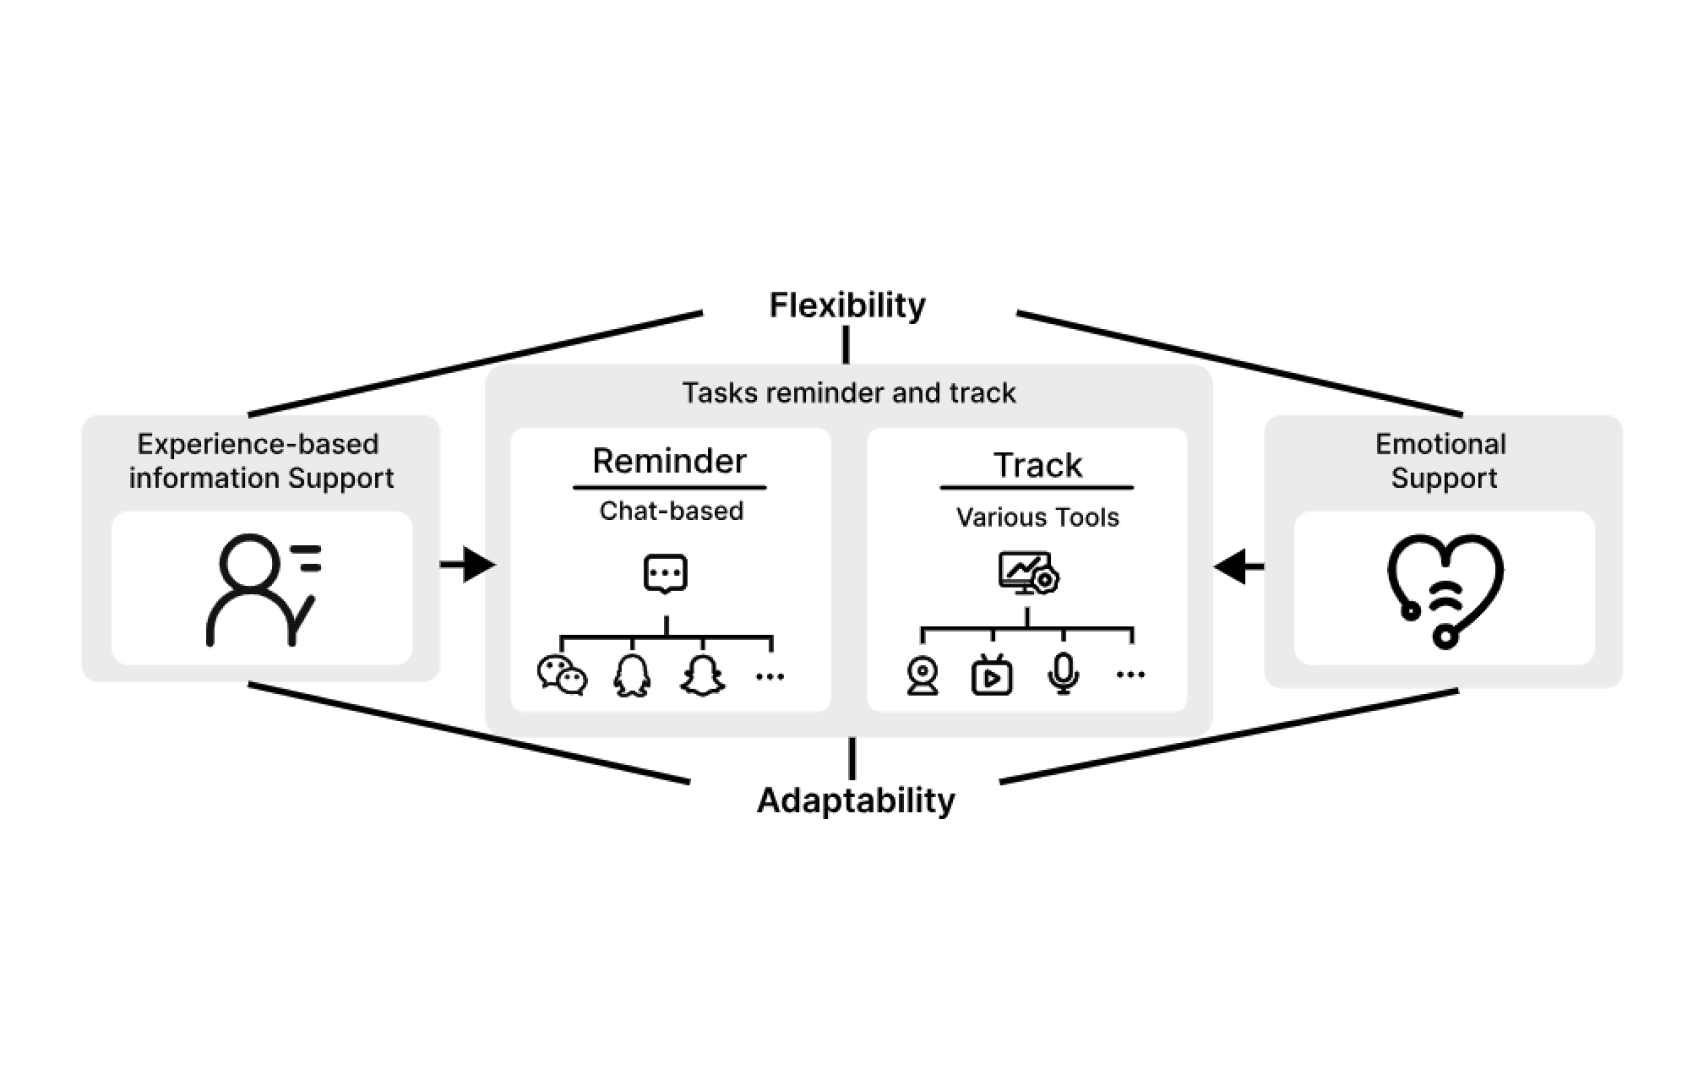 Flexibility
Tasks reminder and track
Experience-based
information Support
Reminder
Chat-based
...
Track
Various Tools
...
Emotional
Support
Adaptability